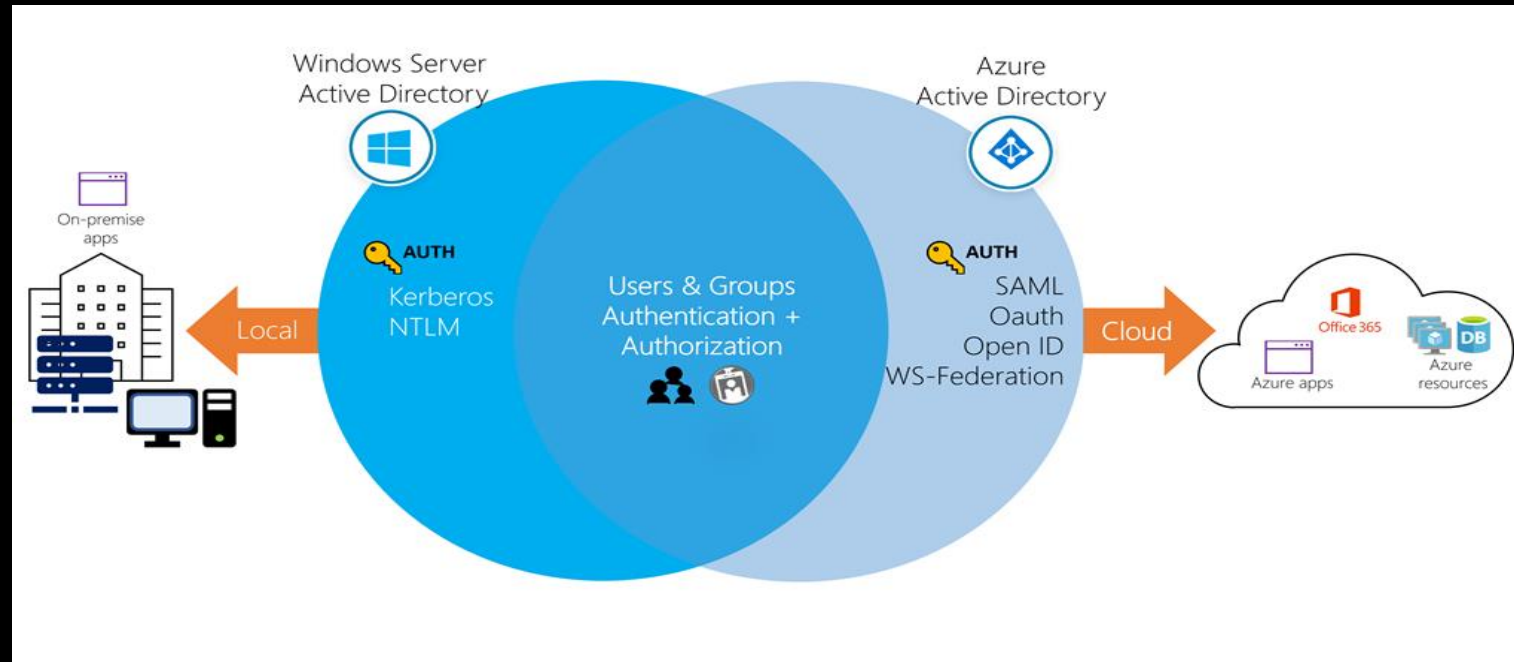 Windows Server
Active Directory
Azure
Active Directory
On-premise
apps
AUTH
Kerberos
NTLM
Local
Users & Groups
Authentication +
Authorization
AUTH
SAML
Oauth
Open ID
WS-Federation
Cloud
Office 365
DB
Azure apps
Azure
resources